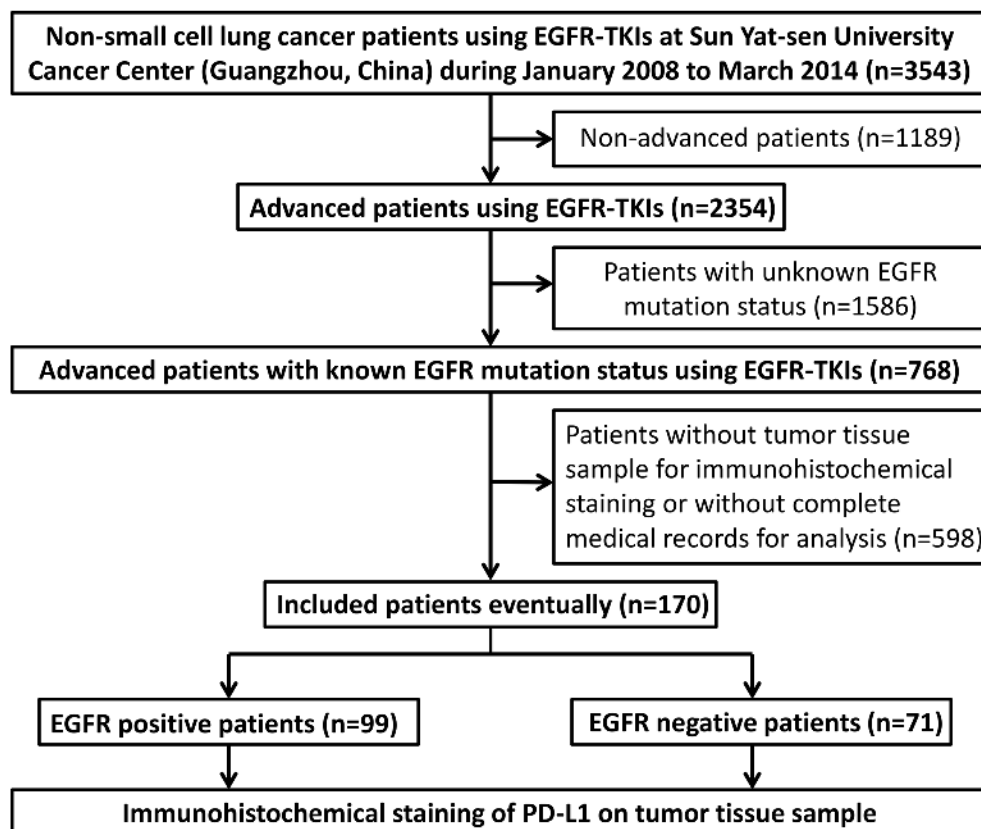 Non-small cell lung cancer patients using EGFR-TKIs at Sun Yat-sen University
Cancer Center (Guangzhou, China) during January 2008 to March 2014 (n=3543)
Non-advanced patients (n=1189)
Advanced patients using EGFR-TKIs (n=2354)
Patients with unknown EGFR
mutation status (n=1586)
Advanced patients with known EGFR mutation status using EGFR-TKIs (n=768)
Patients without tumor tissue
sample for immunohistochemical
staining or without complete
medical records for analysis (n=598)
Included patients eventually (n=170)
EGFR positive patients (n=99)
EGFR negative patients (n=71)
Immunohistochemical staining of PD-L1 on tumor tissue sample